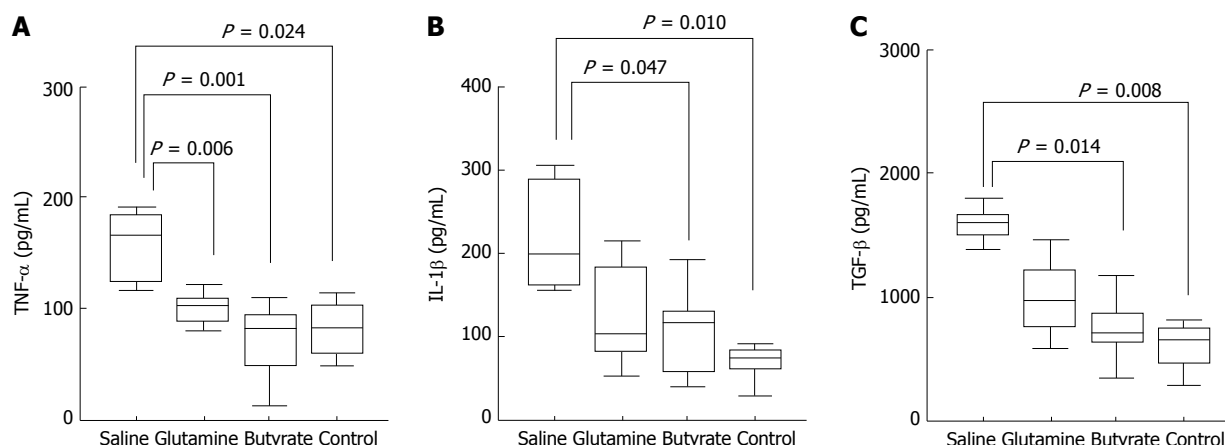 A
P = 0.024
P = 0.001
P = 0.006
300
200
100
0
TNF-α (pg/mL)
Saline Glutamine Butyrate Control
B
P = 0.010
P = 0.047
400
300
200
100
0
IL-1β (pg/mL)
Saline Glutamine Butyrate Control
C
P = 0.008
P = 0.014
3000
2000
1000
0
TGF-β (pg/mL)
Saline Glutamine Butyrate Control